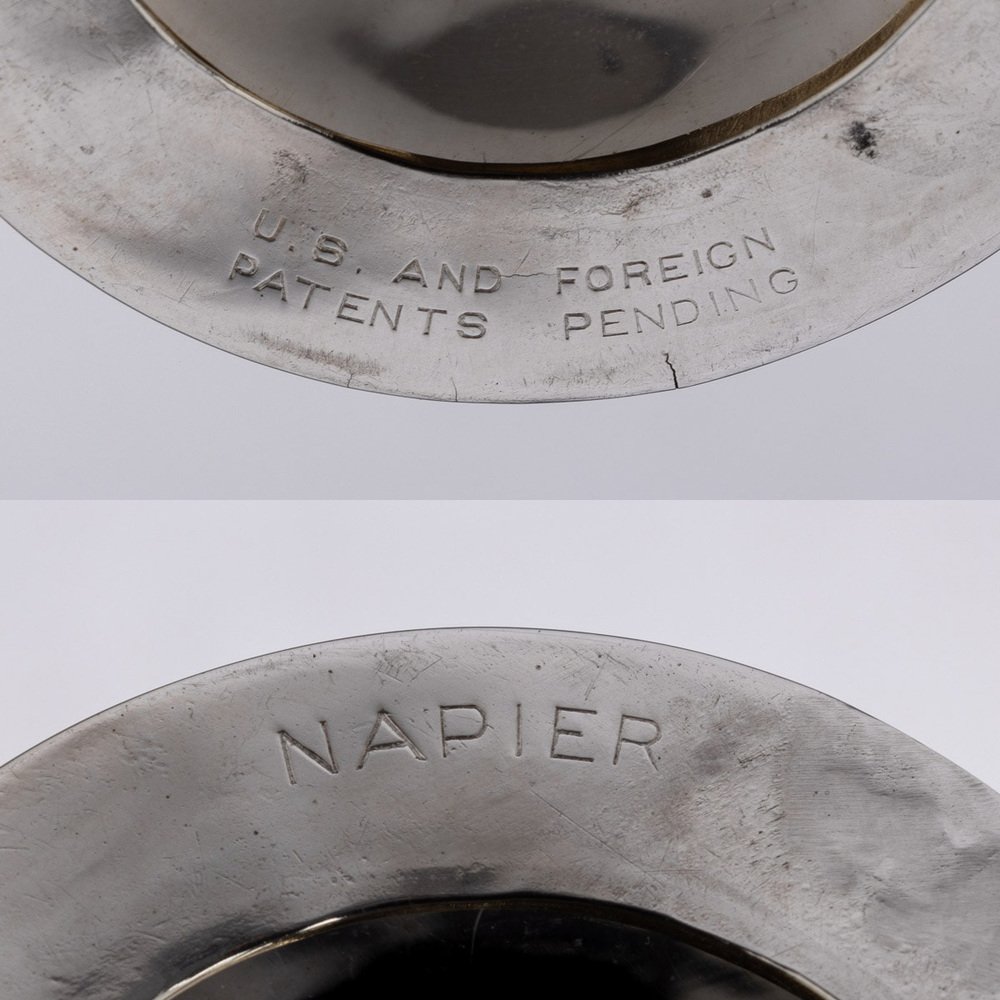 U.S. AND FOREIGN
PATENTS PENDING
NAPIER